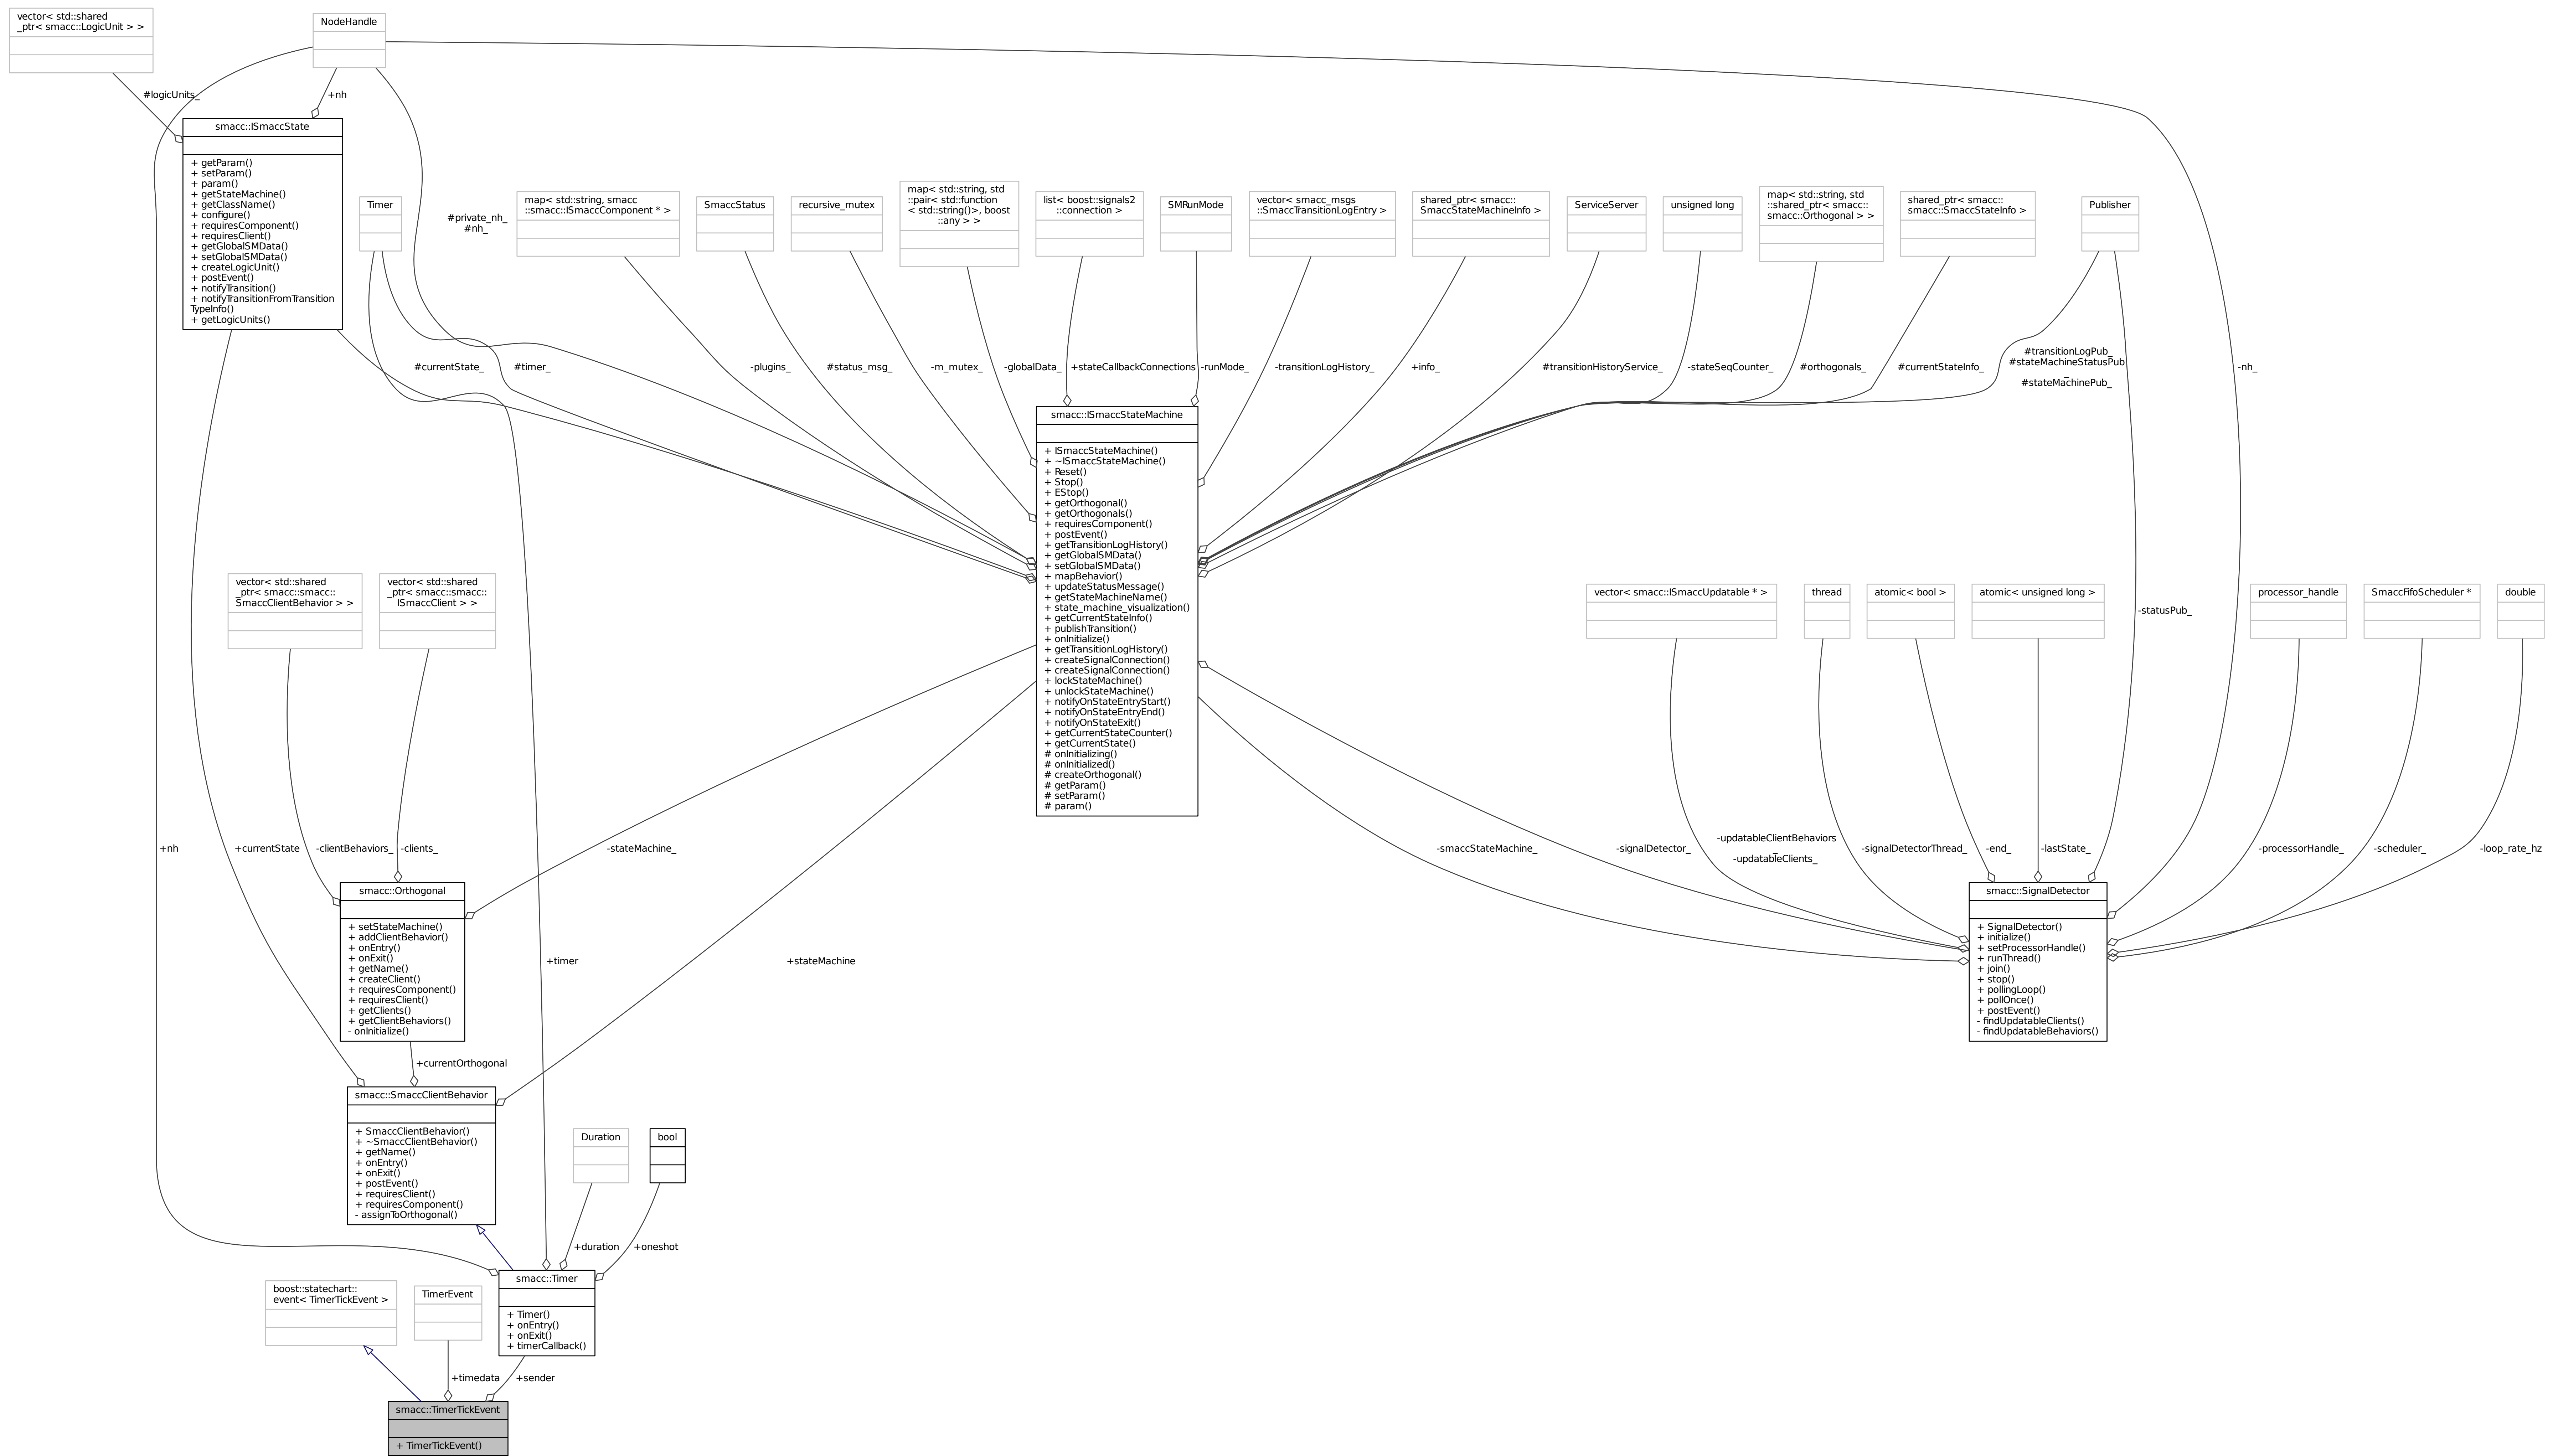 vector< std::shared
_ptr< smacc::LogicUnit > >
NodeHandle
#logicUnits_
+nh
smacc::ISmaccState
+ getParam()
+ setParam()
+ param()
+ getStateMachine()
+ getClassName()
+ configure()
+ requiresComponent()
+ requiresClient()
+ getGlobalSMData()
+ setGlobalSMData()
+ createLogicUnit()
+ postEvent()
+ notifyTransition()
+ notifyTransitionFromTransition
TypeInfo()
+ getLogicUnits()
Timer
#private_nh_
#nh_
map< std::string, smacc
::smacc::ISmaccComponent * >
SmaccStatus
recursive_mutex
map< std::string, std
::pair< std::function
< std::string()>, boost
::any > >
list< boost::signals2
::connection >
SMRunMode
vector< smacc_msgs
::SmaccTransitionLogEntry >
shared_ptr< smacc::
SmaccStateMachineInfo >
ServiceServer
unsigned long
map< std::string, std
::shared_ptr< smacc::
smacc::Orthogonal > >
shared_ptr< smacc::
smacc::SmaccStateInfo >
Publisher
#currentState_
#timer_
-plugins_
#status_msg_
-m_mutex_
-globalData_
+stateCallbackConnections
-runMode_
-transitionLogHistory_
+info_
#transitionHistoryService_
-stateSeqCounter_
#orthogonals_
#currentStateInfo_
#transitionLogPub_
#stateMachineStatusPub
_
#stateMachinePub_
-nh_
smacc::ISmaccStateMachine
+ ISmaccStateMachine()
+ ~ISmaccStateMachine()
+ Reset()
+ Stop()
+ EStop()
+ getOrthogonal()
+ getOrthogonals()
+ requiresComponent()
+ postEvent()
+ getTransitionLogHistory()
+ getGlobalSMData()
+ setGlobalSMData()
+ mapBehavior()
+ updateStatusMessage()
+ getStateMachineName()
+ state_machine_visualization()
+ getCurrentStateInfo()
+ publishTransition()
+ onInitialize()
+ getTransitionLogHistory()
+ createSignalConnection()
+ createSignalConnection()
+ lockStateMachine()
+ unlockStateMachine()
+ notifyOnStateEntryStart()
+ notifyOnStateEntryEnd()
+ notifyOnStateExit()
+ getCurrentStateCounter()
+ getCurrentState()
# onInitializing()
# onInitialized()
# createOrthogonal()
# getParam()
# setParam()
# param()
vector< std::shared
_ptr< smacc::smacc::
SmaccClientBehavior > >
vector< std::shared
_ptr< smacc::smacc::
ISmaccClient > >
vector< smacc::ISmaccUpdatable * >
thread
atomic< bool >
atomic< unsigned long >
-statusPub_
processor_handle
SmaccFifoScheduler *
double
+nh
+currentState
-clientBehaviors_
-clients_
-stateMachine_
-smaccStateMachine_
-signalDetector_
-updatableClientBehaviors
_
-updatableClients_
-signalDetectorThread_
-end_
-lastState_
-processorHandle_
-scheduler_
-loop_rate_hz
smacc::Orthogonal
+ setStateMachine()
+ addClientBehavior()
+ onEntry()
+ onExit()
+ getName()
+ createClient()
+ requiresComponent()
+ requiresClient()
+ getClients()
+ getClientBehaviors()
- onInitialize()
+timer
+stateMachine
smacc::SignalDetector
+ SignalDetector()
+ initialize()
+ setProcessorHandle()
+ runThread()
+ join()
+ stop()
+ pollingLoop()
+ pollOnce()
+ postEvent()
- findUpdatableClients()
- findUpdatableBehaviors()
+currentOrthogonal
smacc::SmaccClientBehavior
+ SmaccClientBehavior()
+ ~SmaccClientBehavior()
+ getName()
+ onEntry()
+ onExit()
+ postEvent()
+ requiresClient()
+ requiresComponent()
- assignToOrthogonal()
Duration
bool
+duration
+oneshot
boost::statechart::
event< TimerTickEvent >
TimerEvent
smacc::Timer
+ Timer()
+ onEntry()
+ onExit()
+ timerCallback()
+timedata
+sender
smacc::TimerTickEvent
+ TimerTickEvent()